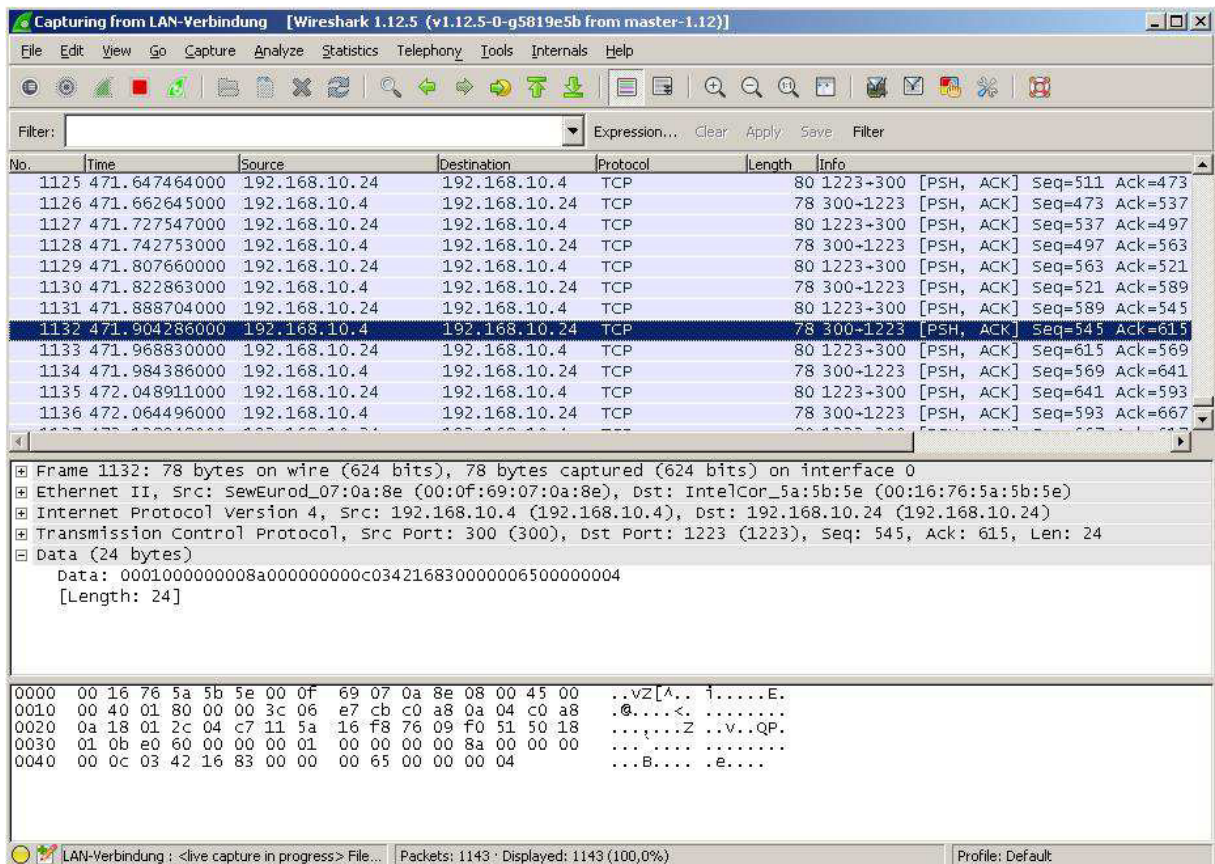 Capturing from LAN-Verbindung [Wireshark 1.12.5 (v1.12.5-0-g5819e5b from master-1.12)]
File Edit View Go Capture Analyze Statistics Telephony Tools Internals Help
Filter: Expression... Clear Apply Save Filter
No. Time Source Destination Protocol Length Info
1125 471.647464000 192.168.10.24 192.168.10.4 TCP 80 1223→300 [PSH, ACK] Seq=511 Ack=473
1126 471.662645000 192.168.10.4 192.168.10.24 TCP 78 300→1223 [PSH, ACK] Seq=473 Ack=537
1127 471.727547000 192.168.10.24 192.168.10.4 TCP 80 1223→300 [PSH, ACK] Seq=537 Ack=497
1128 471.742753000 192.168.10.4 192.168.10.24 TCP 78 300→1223 [PSH, ACK] Seq=497 Ack=563
1129 471.807660000 192.168.10.24 192.168.10.4 TCP 80 1223→300 [PSH, ACK] Seq=563 Ack=521
1130 471.822863000 192.168.10.4 192.168.10.24 TCP 78 300→1223 [PSH, ACK] Seq=521 Ack=589
1131 471.888704000 192.168.10.24 192.168.10.4 TCP 80 1223→300 [PSH, ACK] Seq=589 Ack=545
1132 471.904286000 192.168.10.4 192.168.10.24 TCP 78 300→1223 [PSH, ACK] Seq=545 Ack=615
1133 471.968830000 192.168.10.24 192.168.10.4 TCP 80 1223→300 [PSH, ACK] Seq=615 Ack=569
1134 471.984386000 192.168.10.4 192.168.10.24 TCP 78 300→1223 [PSH, ACK] Seq=569 Ack=641
1135 472.048911000 192.168.10.24 192.168.10.4 TCP 80 1223→300 [PSH, ACK] Seq=641 Ack=593
1136 472.064496000 192.168.10.4 192.168.10.24 TCP 78 300→1223 [PSH, ACK] Seq=593 Ack=667
Frame 1132: 78 bytes on wire (624 bits), 78 bytes captured (624 bits) on interface 0
Ethernet II, Src: SewEurod_07:0a:8e (00:0f:69:07:0a:8e), Dst: IntelCor_5a:5b:5e (00:16:76:5a:5b:5e)
Internet Protocol Version 4, Src: 192.168.10.4 (192.168.10.4), Dst: 192.168.10.24 (192.168.10.24)
Transmission Control Protocol, Src Port: 300 (300), Dst Port: 1223 (1223), Seq: 545, Ack: 615, Len: 24
Data (24 bytes)
Data: 0001000000008a000000000c034216830000006500000004
[Length: 24]
0000 00 16 76 5a 5b 5e 00 0f 69 07 0a 8e 08 00 45 00 ..vZ[^.. i.....E.
0010 00 40 01 80 00 00 3c 06 e7 cb c0 a8 0a 04 c0 a8 .@....<. ........
0020 0a 18 01 2c 04 c7 11 5a 16 f8 76 09 f0 51 50 18 ...,...Z ..v..QP.
0030 01 0b e0 60 00 00 00 01 00 00 00 00 8a 00 00 00 ...`.... ........
0040 00 0c 03 42 16 83 00 00 00 65 00 00 00 04 ...B.... .e....
LAN-Verbindung : <live capture in progress> File... Packets: 1143 · Displayed: 1143 (100,0%) Profile: Default